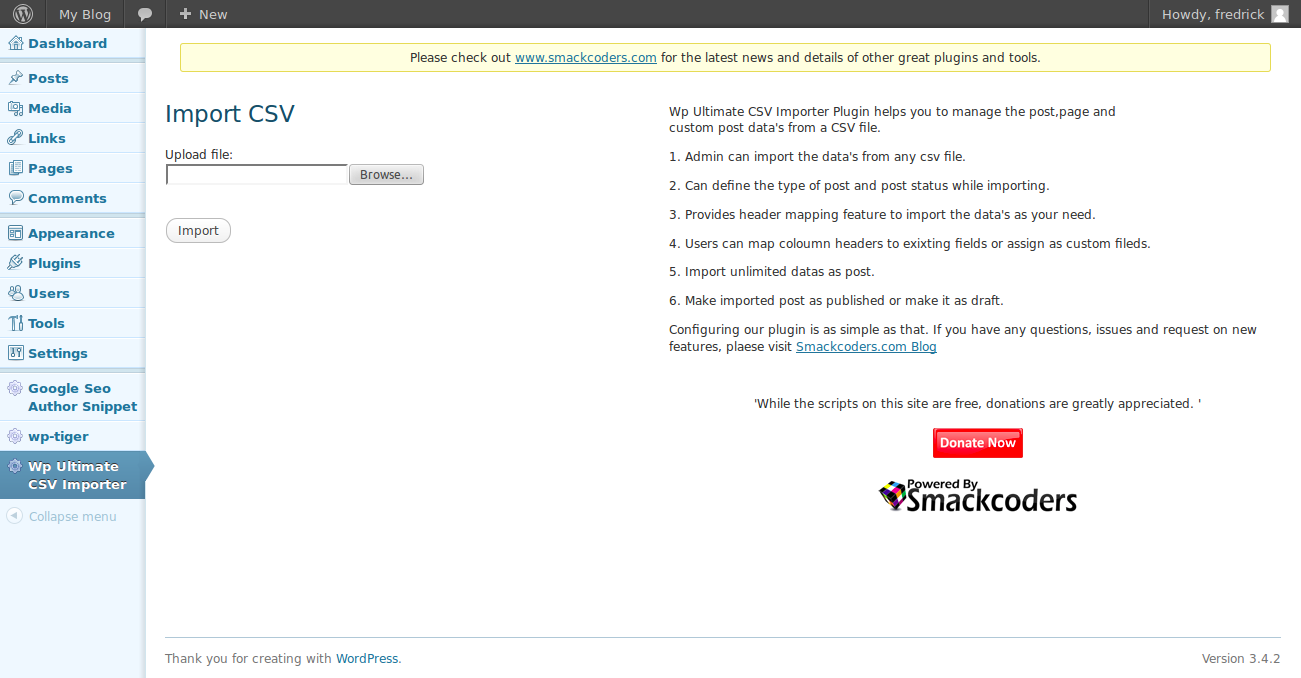 My Blog
New
Howdy, fredrick
Dashboard
Posts
Media
Links
Pages
Comments
Appearance
Plugins
Users
Tools
Settings
Google Seo
Author Snippet
wp-tiger
Wp Ultimate
CSV Importer
Collapse menu
Please check out www.smackcoders.com for the latest news and details of other great plugins and tools.
Import CSV
Upload file:
Browse...
Import
Wp Ultimate CSV Importer Plugin helps you to manage the post,page and
custom post data's from a CSV file.
1. Admin can import the data's from any csv file.
2. Can define the type of post and post status while importing.
3. Provides header mapping feature to import the data's as your need.
4. Users can map coloumn headers to exixting fields or assign as custom fileds.
5. Import unlimited datas as post.
6. Make imported post as published or make it as draft.
Configuring our plugin is as simple as that. If you have any questions, issues and request on new
features, plaese visit Smackcoders.com Blog
'While the scripts on this site are free, donations are greatly appreciated. '
Donate Now
Powered By
Smackcoders
Thank you for creating with WordPress.
Version 3.4.2